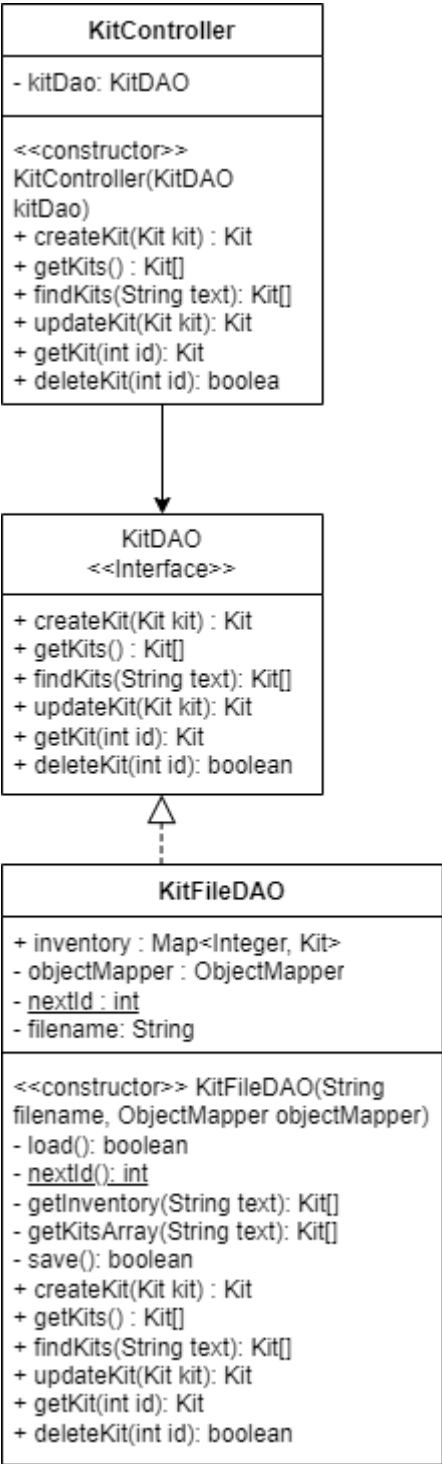 KitController
- kitDao: KitDAO
<<constructor>>
KitController(KitDAO
kitDao)
+ createKit(Kit kit) : Kit
+ getKits() : Kit[]
+ findKits(String text): Kit[]
+ updateKit(Kit kit): Kit
+ getKit(int id): Kit
+ deleteKit(int id): boolea
KitDAO
<<Interface>>
+ createKit(Kit kit) : Kit
+ getKits() : Kit[]
+ findKits(String text): Kit[]
+ updateKit(Kit kit): Kit
+ getKit(int id): Kit
+ deleteKit(int id): boolean
KitFileDAO
+ inventory : Map<Integer, Kit>
- objectMapper : ObjectMapper
- nextId : int
- filename: String
<<constructor>> KitFileDAO(String
filename, ObjectMapper objectMapper)
- load(): boolean
- nextId(): int
- getInventory(String text): Kit[]
- getKitsArray(String text): Kit[]
- save(): boolean
+ createKit(Kit kit) : Kit
+ getKits() : Kit[]
+ findKits(String text): Kit[]
+ updateKit(Kit kit): Kit
+ getKit(int id): Kit
+ deleteKit(int id): boolean